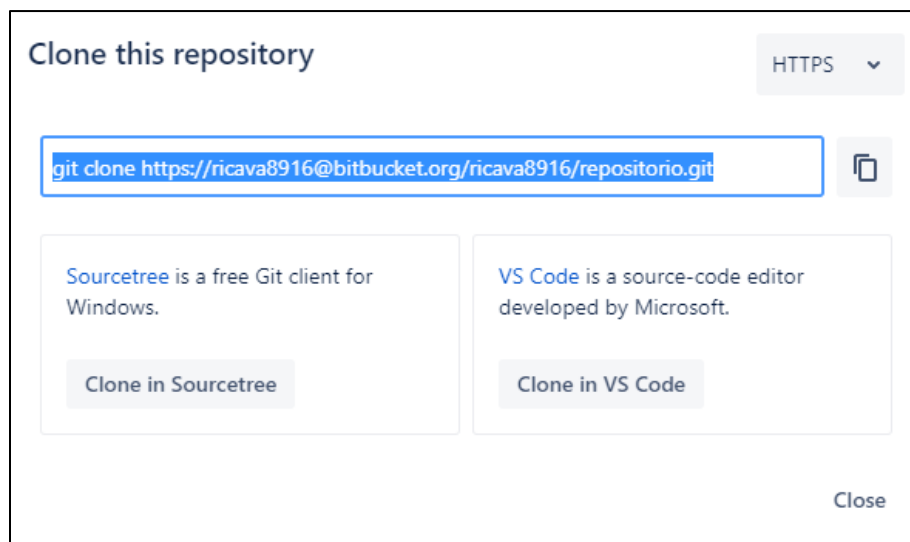 Clone this repository
HTTPS
git clone https://ricava8916@bitbucket.org/ricava8916/repositorio.git
Sourcetree is a free Git client for
Windows.
Clone in Sourcetree
VS Code is a source-code editor
developed by Microsoft.
Clone in VS Code
Close